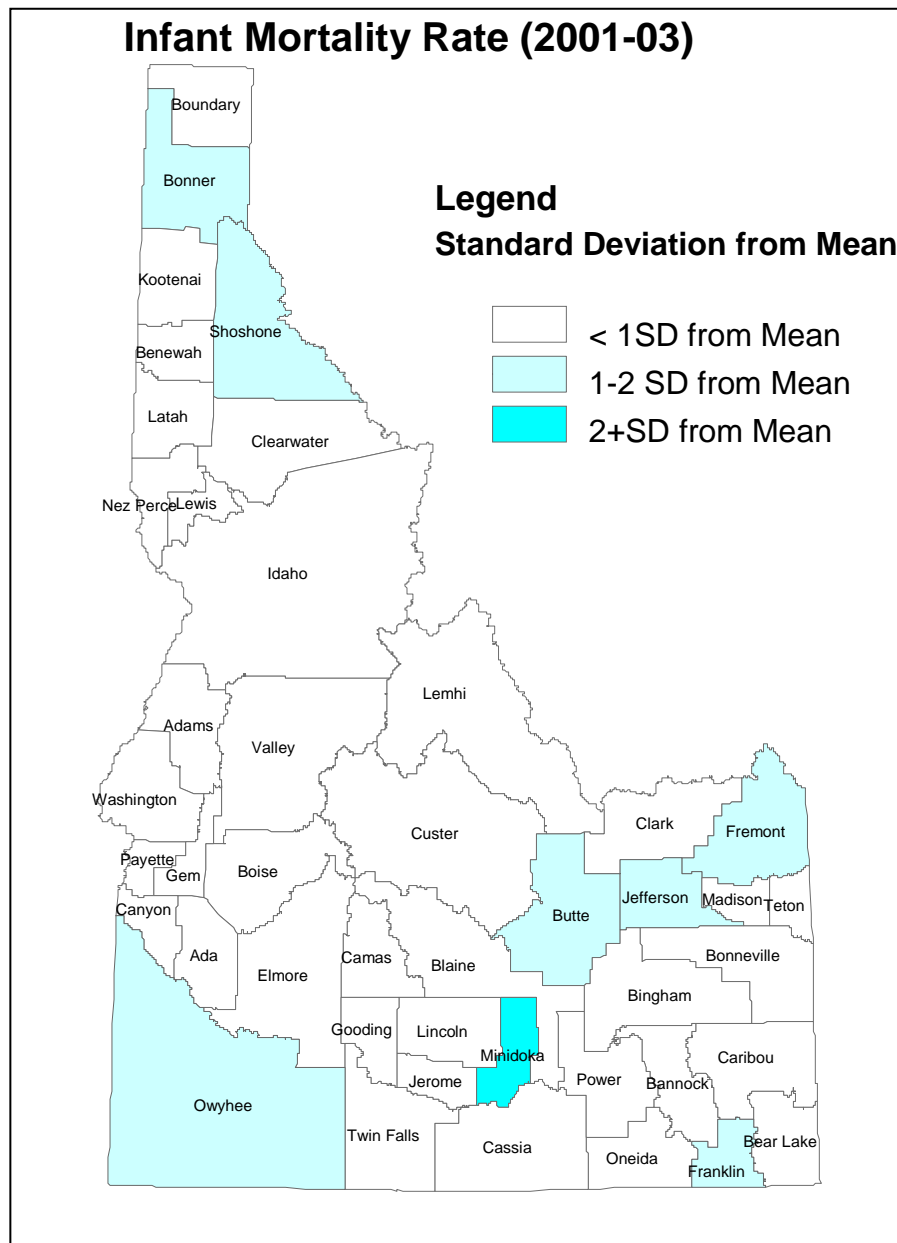 Infant Mortality Rate (2001-03)
Boundary
Bonner
Legend
Standard Deviation from Mean
Kootenai
< 1SD from Mean
Shoshone
Benewah
1-2 SD from Mean
Latah
2+SD from Mean
Clearwater
Nez Perce
Lewis
Idaho
Lemhi
Adams
Valley
Washington
Custer
Clark
Fremont
Payette
Gem
Boise
Jefferson
Madison
Teton
Canyon
Butte
Ada
Camas
Blaine
Bonneville
Elmore
Bingham
Gooding
Lincoln
Minidoka
Caribou
Jerome
Power
Bannock
Owyhee
Twin Falls
Cassia
Bear Lake
Oneida
Franklin